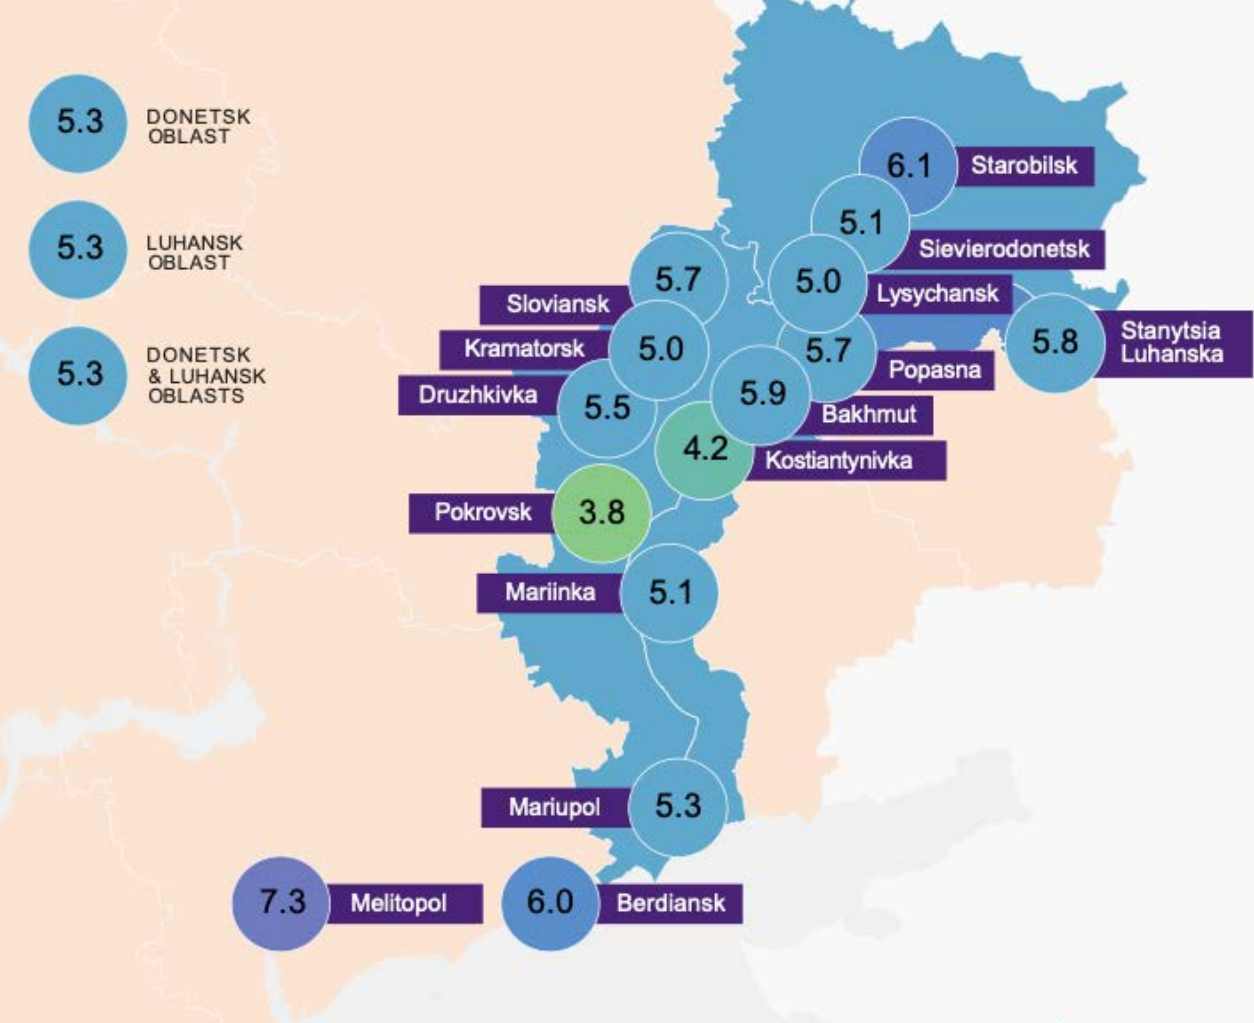 5.3
DONETSK
OBLAST
5.3
LUHANSK
OBLAST
5.3
DONETSK
& LUHANSK
OBLASTS
6.1
Starobilsk
5.1
Sievierodonetsk
5.7
Sloviansk
5.0
Lysychansk
5.8
Stanytsia
Luhanska
Kramatorsk
5.0
5.7
Popasna
Druzhkivka
5.5
5.9
Bakhmut
4.2
Kostiantynivka
Pokrovsk
3.8
Mariinka
5.1
Mariupol
5.3
7.3
Melitopol
6.0
Berdiansk